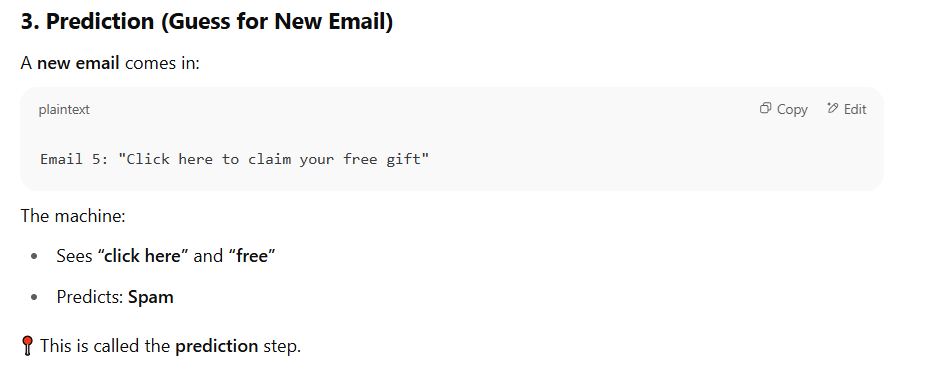 3. Prediction (Guess for New Email)
A new email comes in:
plaintext
Copy
Edit
Email 5: "Click here to claim your free gift"
The machine:
• Sees “click here” and “free”
• Predicts: Spam
📍 This is called the prediction step.